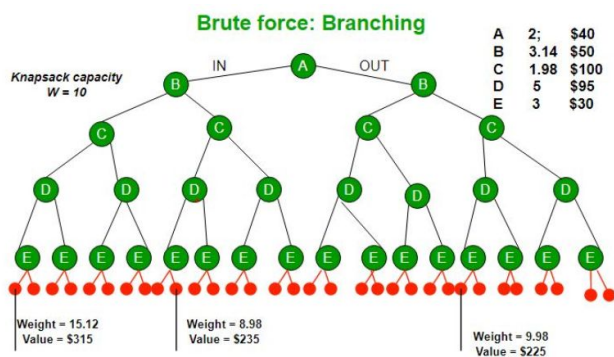 Brute force: Branching
A 2; $40
B 3.14 $50
C 1.98 $100
D 5 $95
E 3 $30
Knapsack capacity
W = 10
IN A OUT
B B
C C C C
D D D D D D D D
E E E E E E E E E E E E E E E
Weight = 15.12
Value = $315
Weight = 8.98
Value = $235
Weight = 9.98
Value = $225